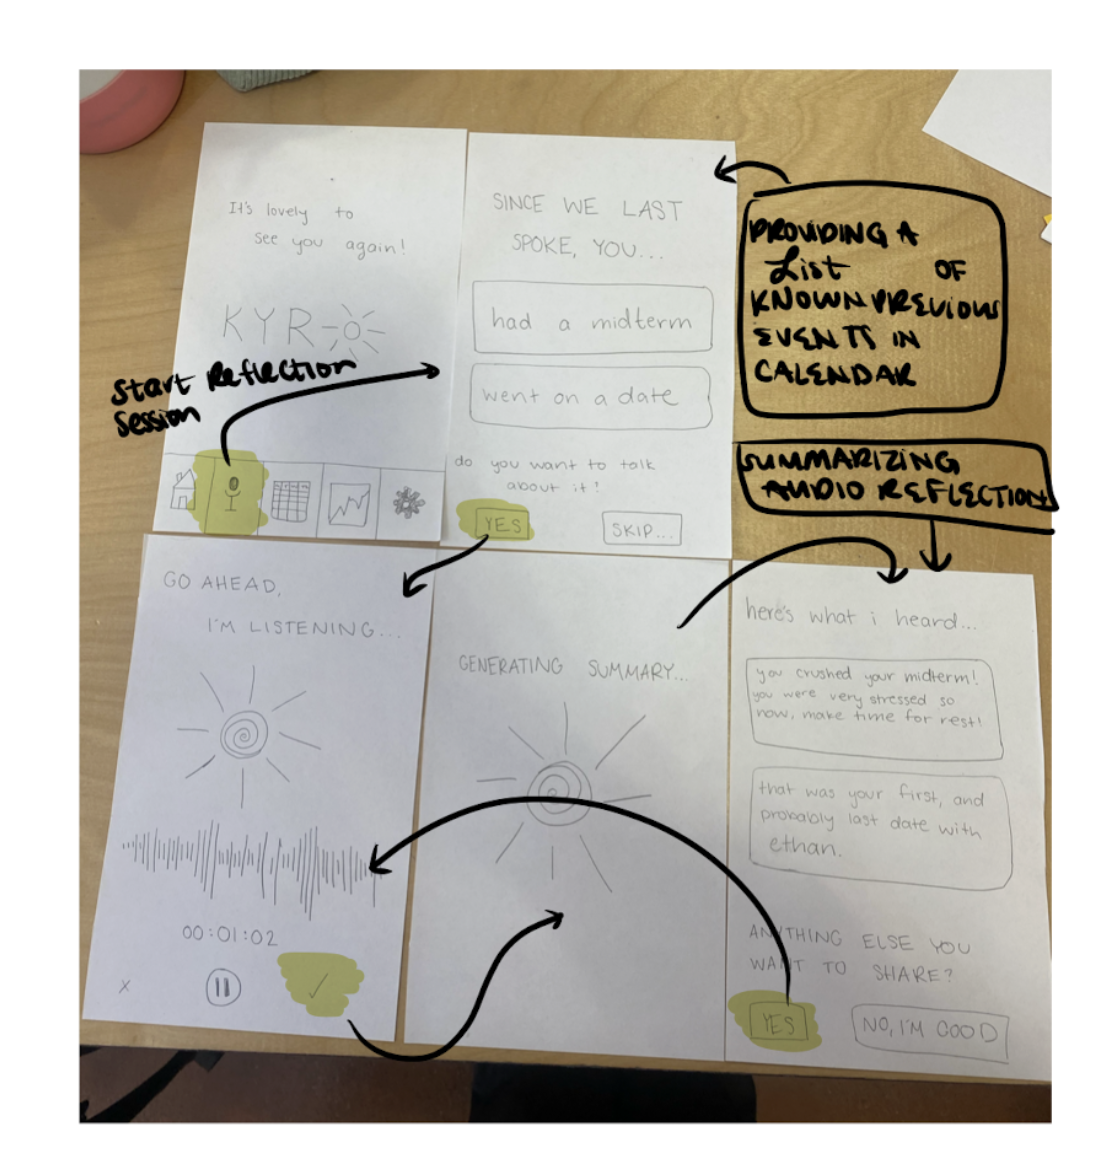 It's lovely to
see you again!
KYR
Start Reflection
Session
SINCE WE LAST
SPOKE, YOU...
had a midterm
went on a date
do you want to talk
about it?
YES
SKIP...
PROVIDING A
List OF
KNOWN PREVIOUS
EVENTS IN
CALENDAR
SUMMARIZING
AUDIO REFLECTION
GO AHEAD,
I'M LISTENING...
00:01:02
x
GENERATING SUMMARY...
here's what i heard...
you crushed your midterm!
you were very stressed so
now, make time for rest!
that was your first, and
probably last date with
ethan.
ANYTHING ELSE YOU
WANT TO SHARE?
YES
NO, I'M GOOD